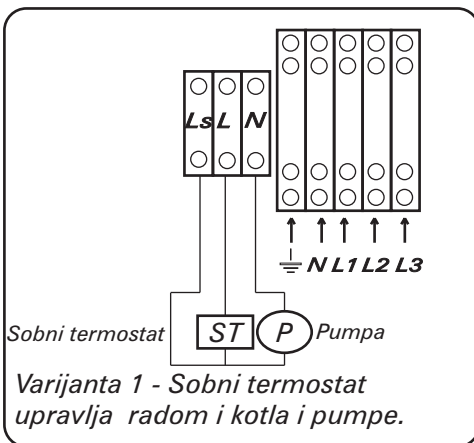 Ls L N
N L1 L2 L3
Sobni termostat ST P Pumpa
Varijanta 1 - Sobni termostat
upravlja radom i kotla i pumpe.